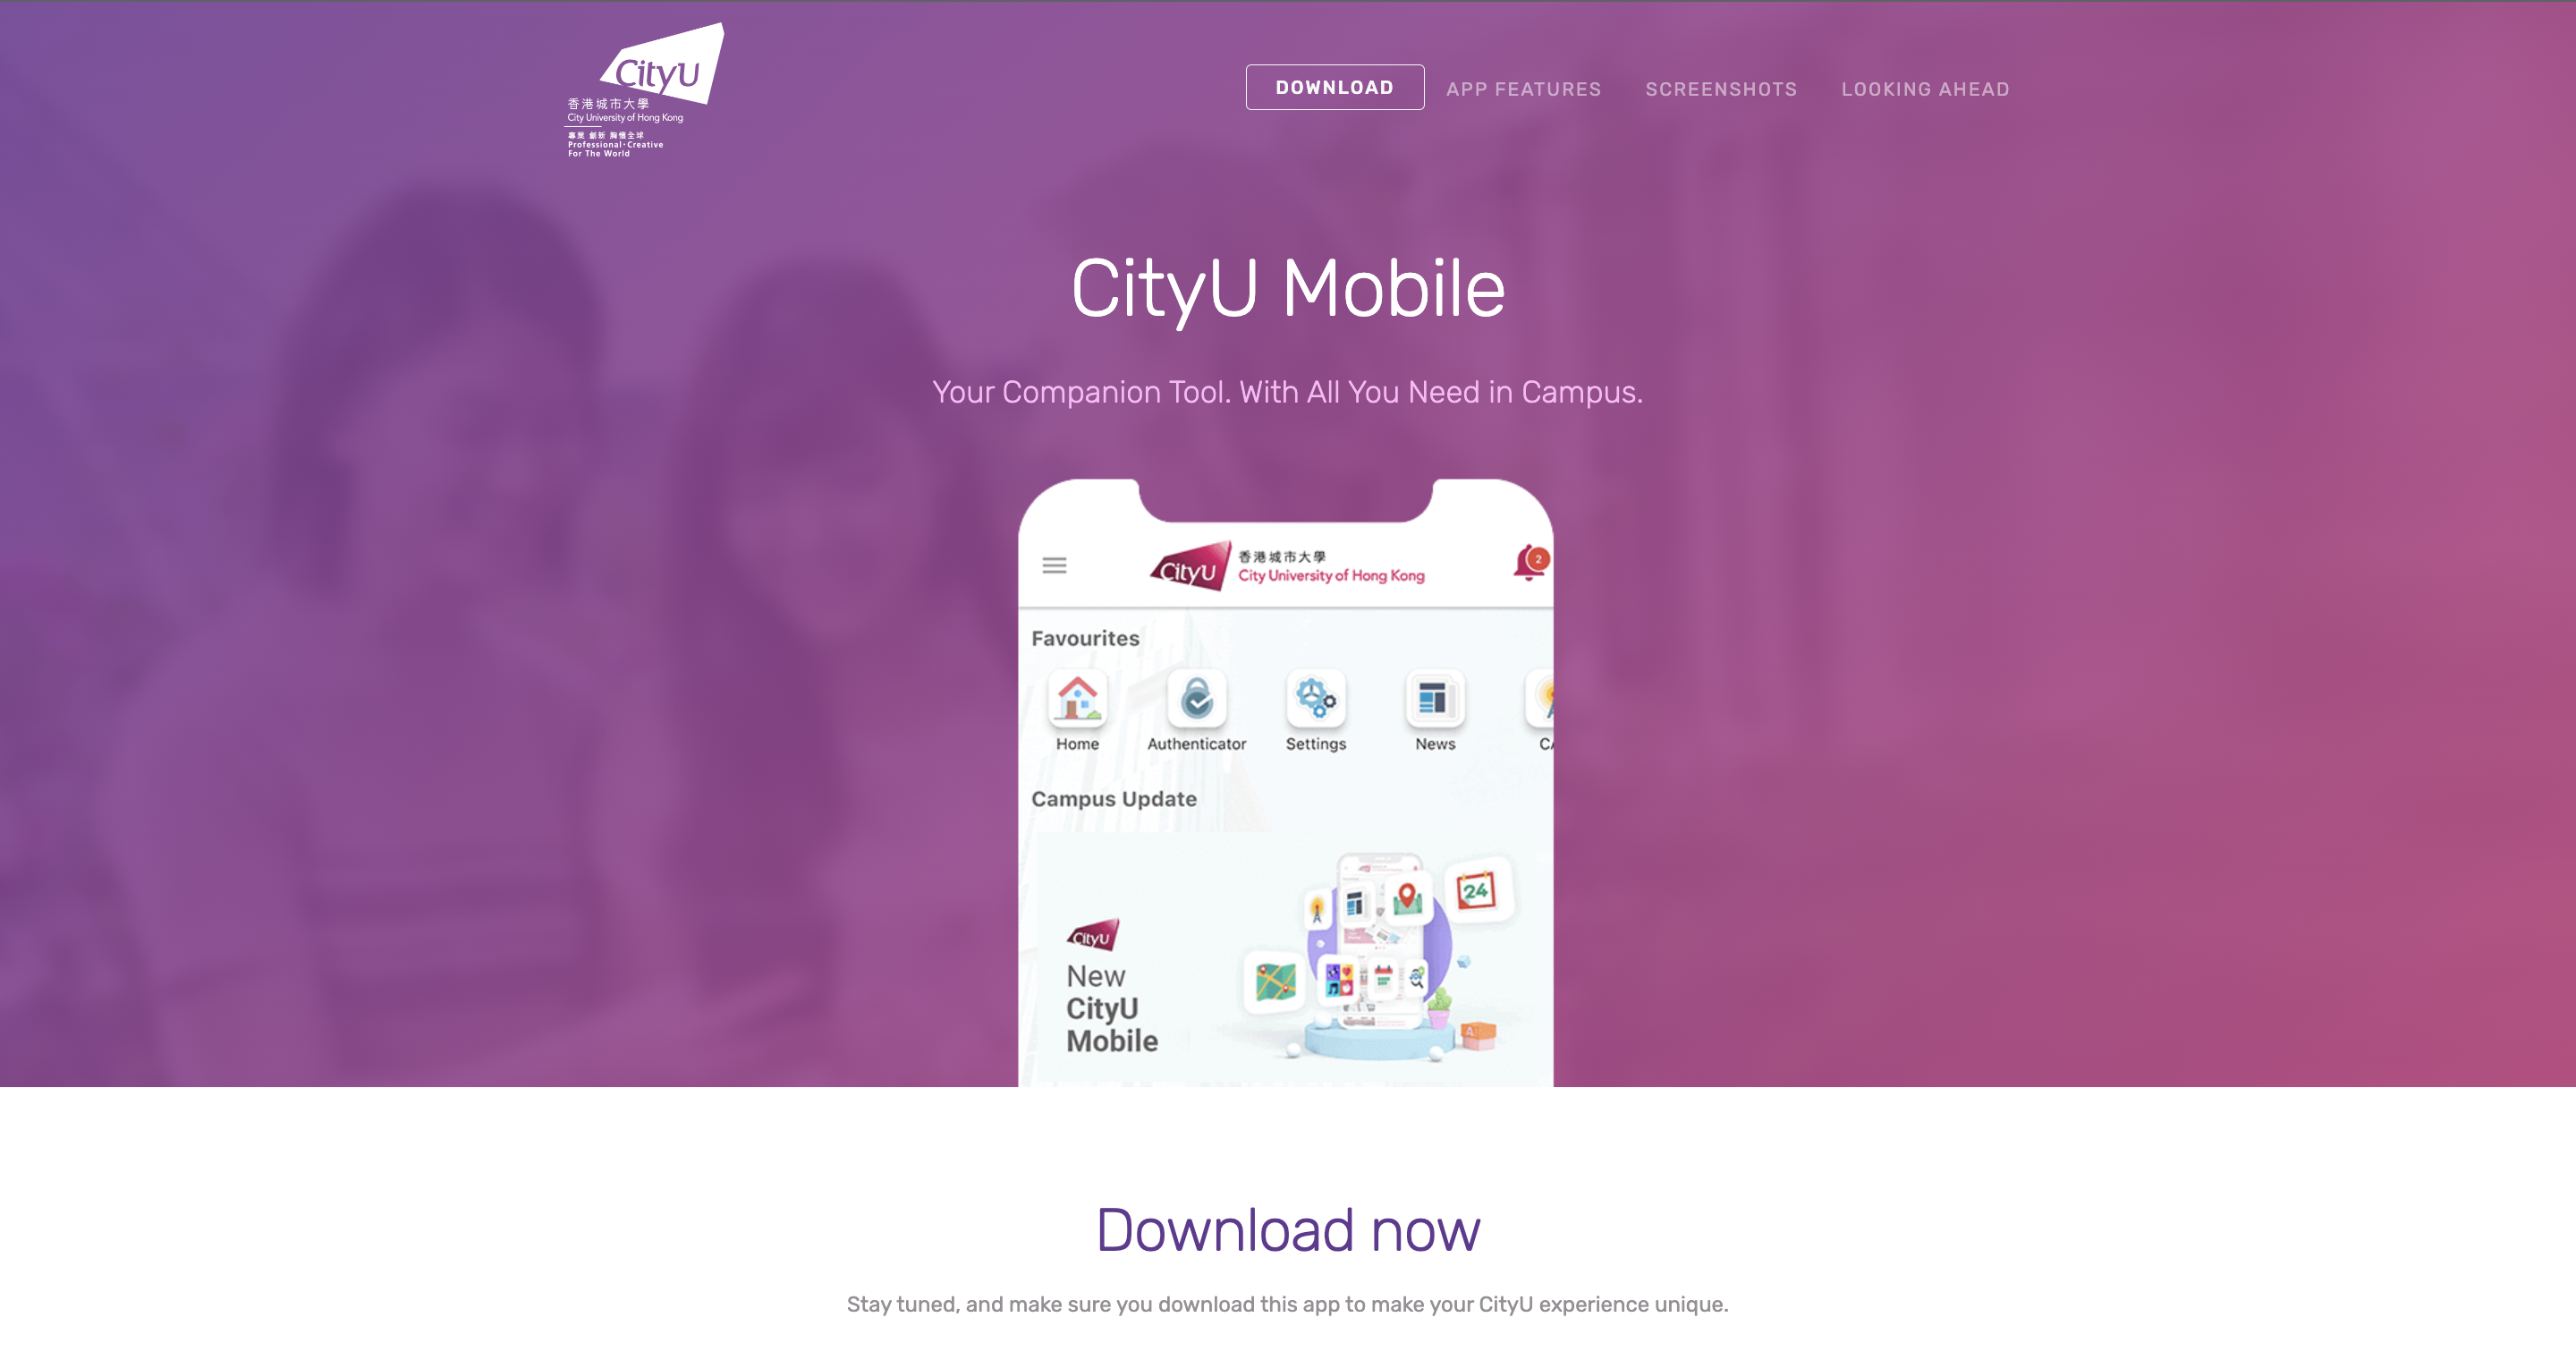 CityU
香港城市大學
City University of Hong Kong
專業 創新 胸懷全球
Professional·Creative
For The World
DOWNLOAD
APP FEATURES
SCREENSHOTS
LOOKING AHEAD
CityU Mobile
Your Companion Tool. With All You Need in Campus.
CityU
香港城市大學
City University of Hong Kong
2
Favourites
Home
Authenticator
Settings
News
CA
Campus Update
24
CityU
New
CityU
Mobile
Download now
Stay tuned, and make sure you download this app to make your CityU experience unique.